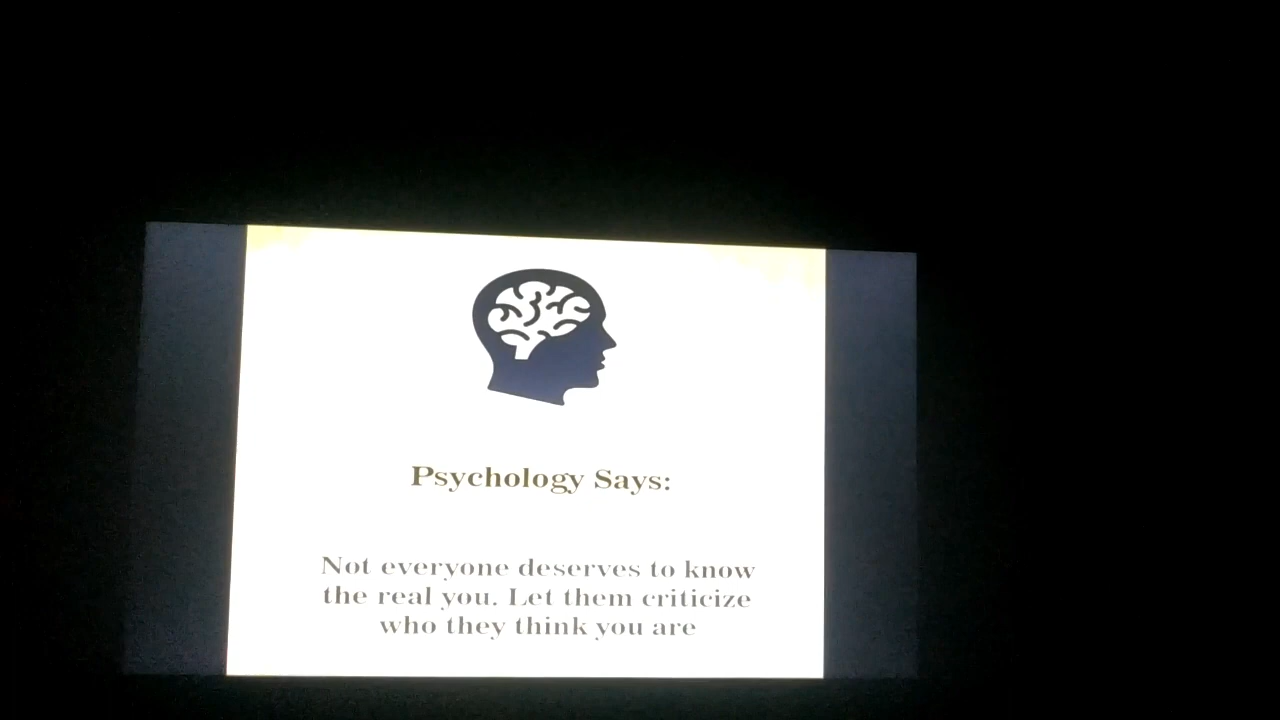 Psychology Says:
Not everyone deserves to know
the real you. Let them criticize
who they think you are